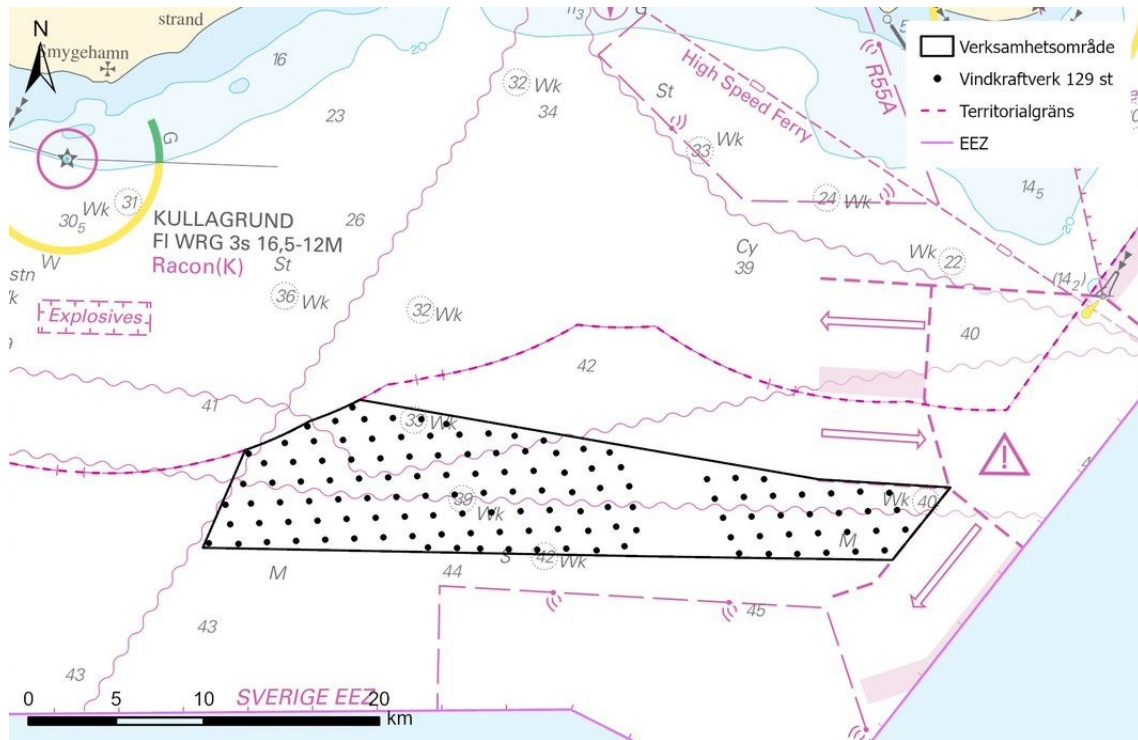 N
strand
Smygehamn
16
20
23
G
Wk
31
30₅
KULLAGRUND
Fl WRG 3s 16,5-12M
Racon(K)
W
stn
Explosives
26
St
36 Wk
32 Wk
32 Wk
34
G
St
33
Wk
High Speed Ferry
R55A
24 Wk
Cy
39
Wk
22
14₅
20
(14₂)
40
Verksamhetsområde
Vindkraftverk 129 st
Territorialgräns
EEZ
41
42
33 Wk
39
Wk
Wk 40
M
S
42 Wk
M
44
45
43
43
SVERIGE EEZ
0 5 10 20
km